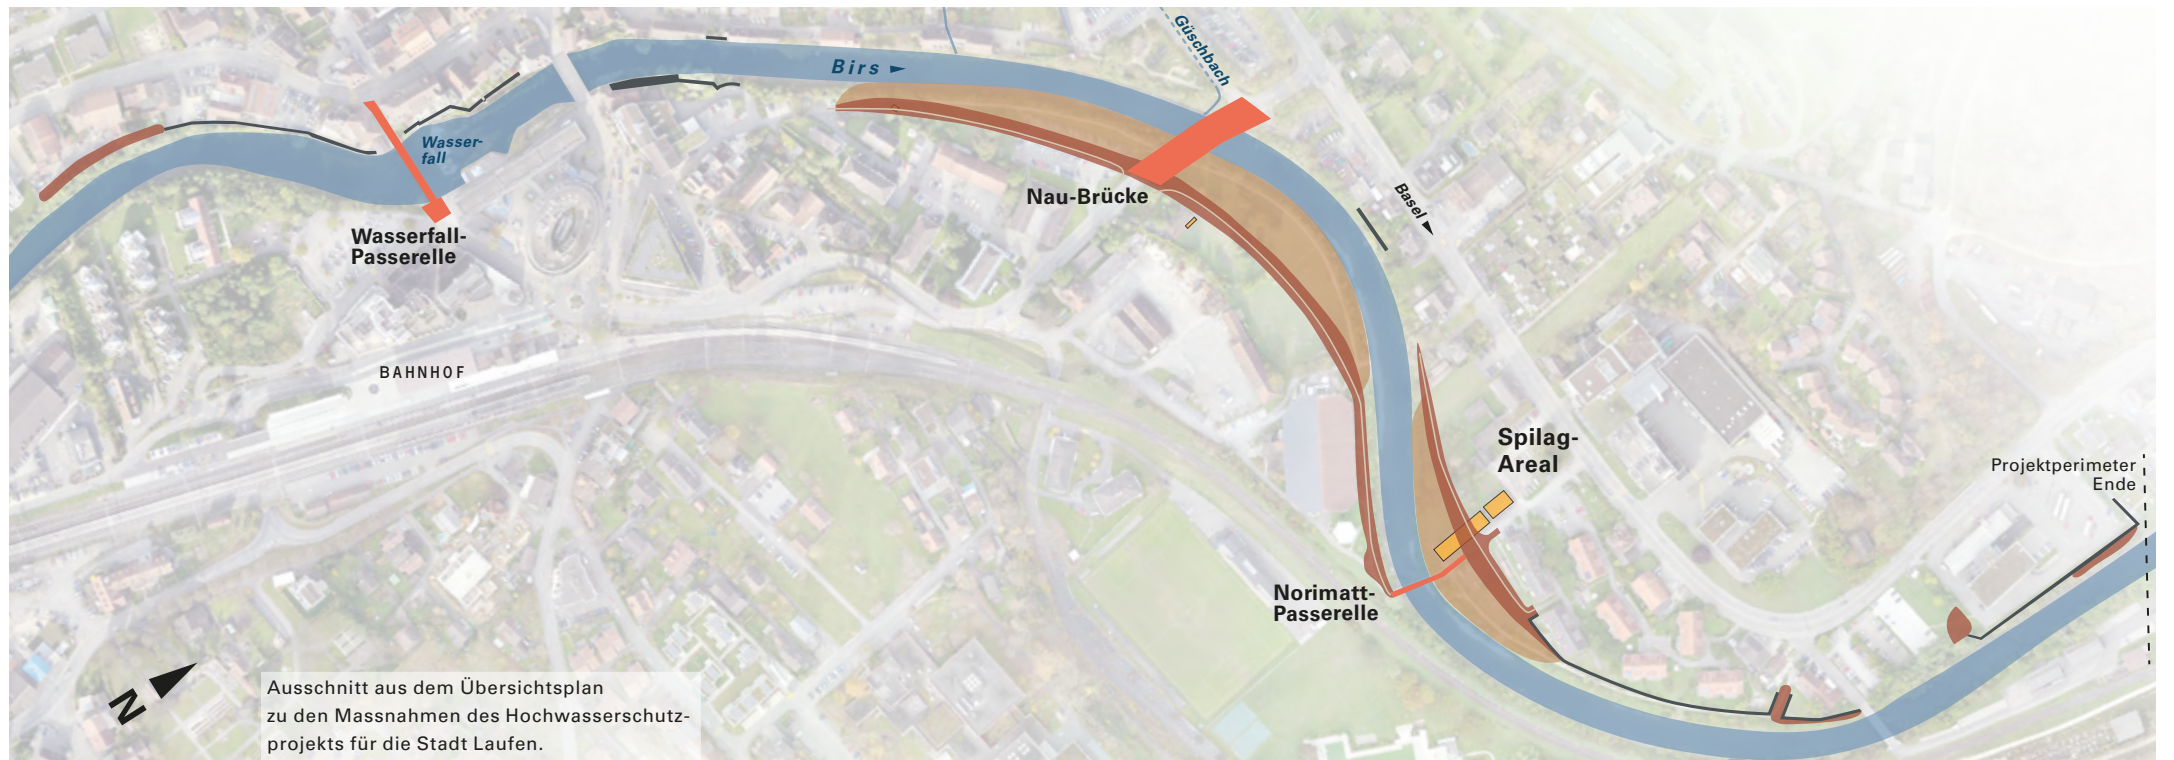 Güschbach
Birs
Wasser-
fall
Nau-Brücke
Basel
Wasserfall-
Passerelle
BAHNHOF
Spilag-
Areal
Projektperimeter
Ende
Norimatt-
Passerelle
N
Ausschnitt aus dem Übersichtsplan
zu den Massnahmen des Hochwasserschutz-
projekts für die Stadt Laufen.